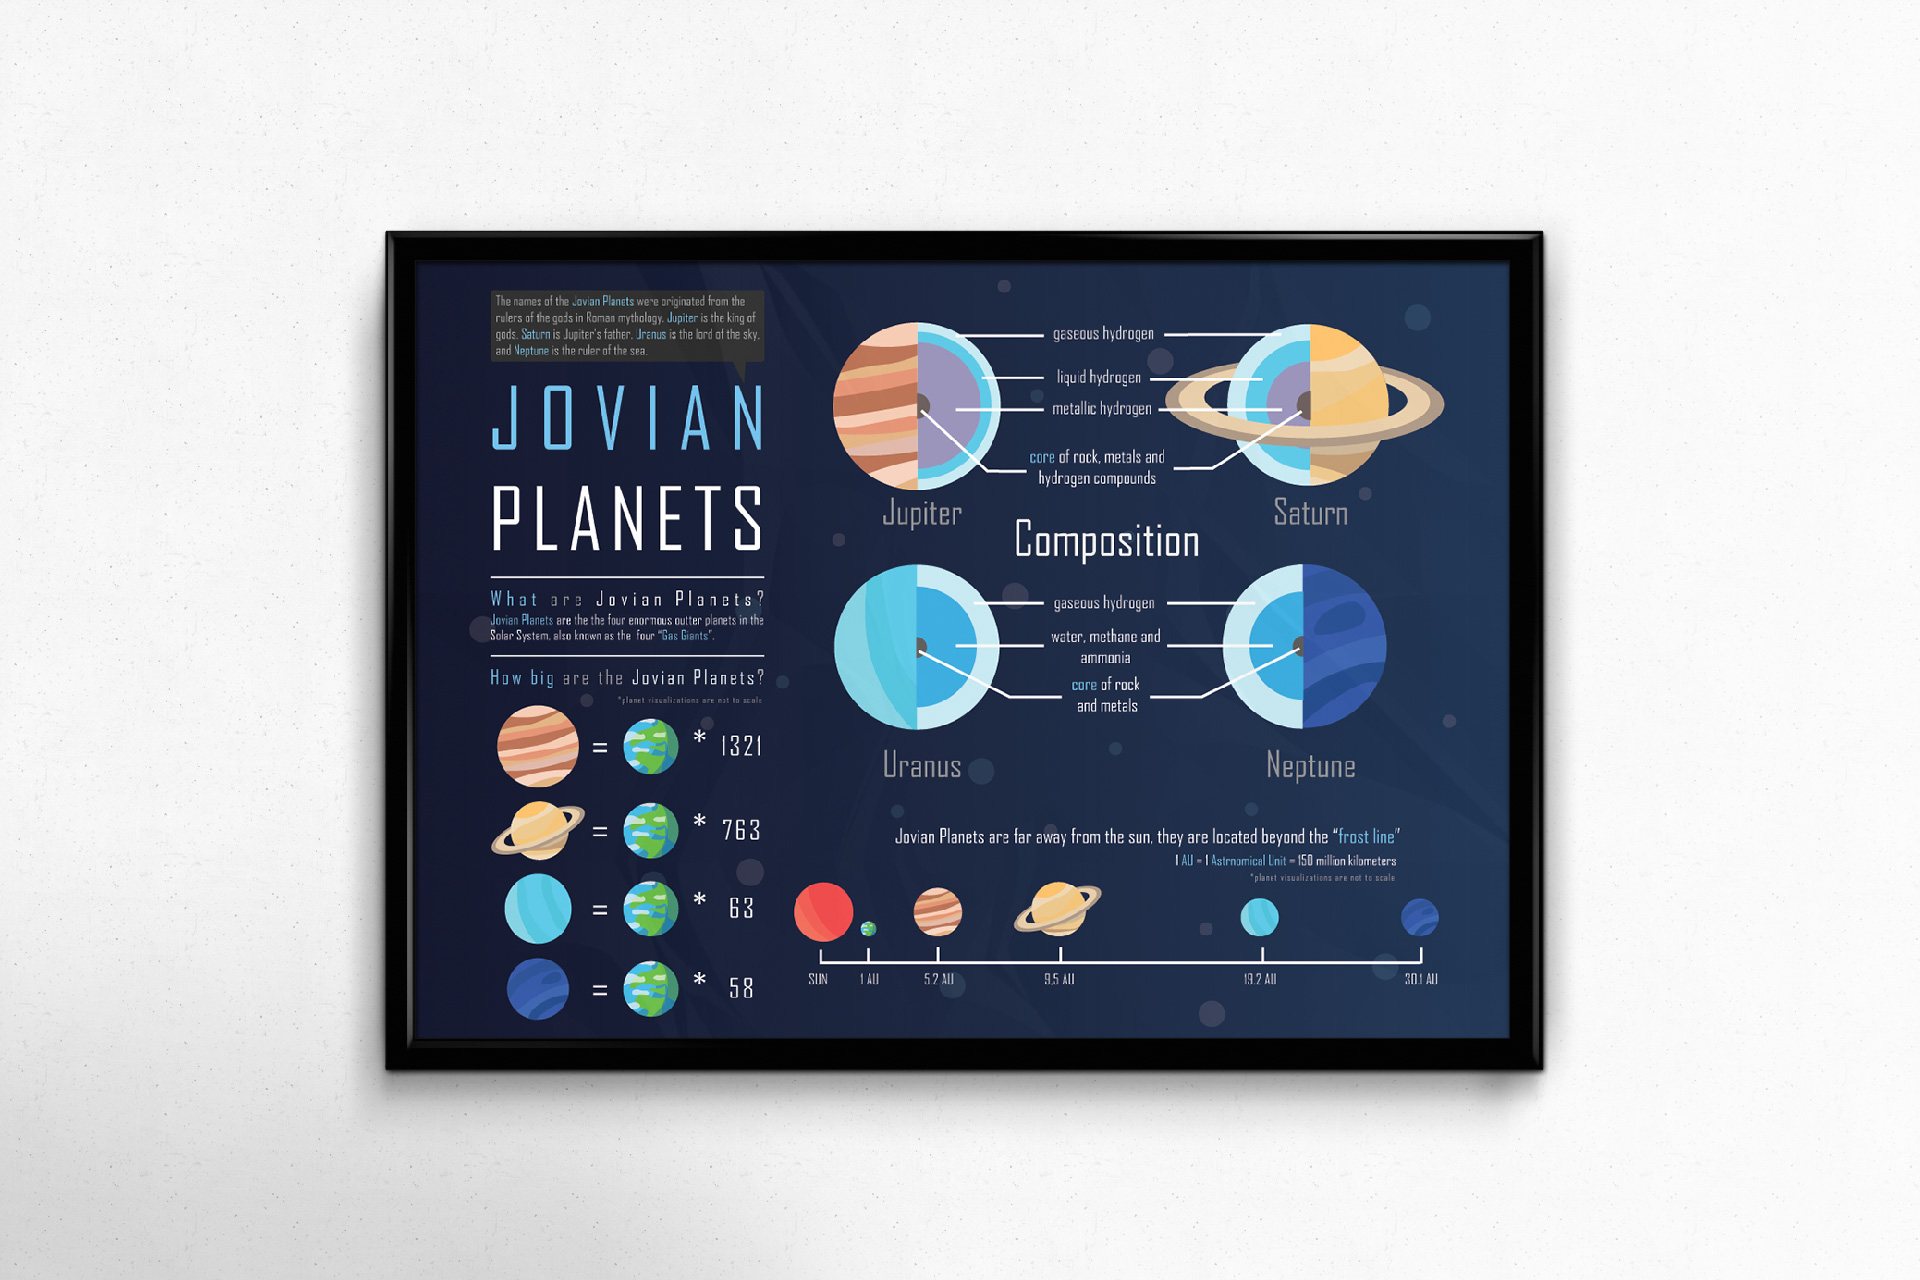 The names of the Jovian Planets were originated from the
rulers of the gods in Roman mythology. Jupiter is the king of
gods. Saturn is Jupiter's father. Uranus is the lord of the sky,
and Neptune is the ruler of the sea.
JOVIAN
PLANETS
What are Jovian Planets?
Jovian Planets are the the four enormous outter planets in the
Solar System, also known as the four "Gas Giants".
How big are the Jovian Planets?
*planet visualizations are not to scale
= * 1321
= * 763
= * 63
= * 58
gaseous hydrogen
liquid hydrogen
metallic hydrogen
core of rock, metals and
hydrogen compounds
Jupiter
Saturn
Composition
gaseous hydrogen
water, methane and
ammonia
core of rock
and metals
Uranus
Neptune
Jovian Planets are far away from the sun, they are located beyond the "frost line"
1 AU = 1 Astrnomical Unit = 150 million kilometers
*planet visualizations are not to scale
SUN
1 AU
5.2 AU
9.5 AU
19.2 AU
30.1 AU